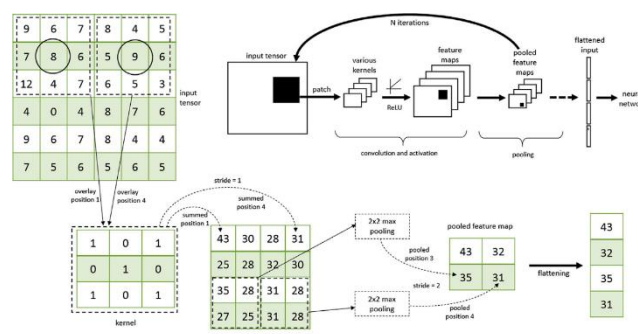 9 6 7 8 4 5
7 8 6 5 9 6
12 4 7 6 5 3
4 0 4 8 7 6
9 6 6 7 8 4 4
7 5 6 5 6 5
input
tensor
N iterations
input tensor
patch
various
kernels
ReLU
feature
maps
pooled
feature
maps
flattened
input
convolution and activation
pooling
overlay
position 1
overlay
position 4
stride = 1
summed
position 1
summed
position 4
1 0 1
0 1 0
1 0 1
kernel
43 30 28 31
25 28 32 30
35 28 31 28
27 25 31 28
2x2 max
pooling
2x2 max
pooling
pooled
position 3
stride = 2
pooled
position 4
pooled feature map
43 32
35 31
flattening
43
32
35
31